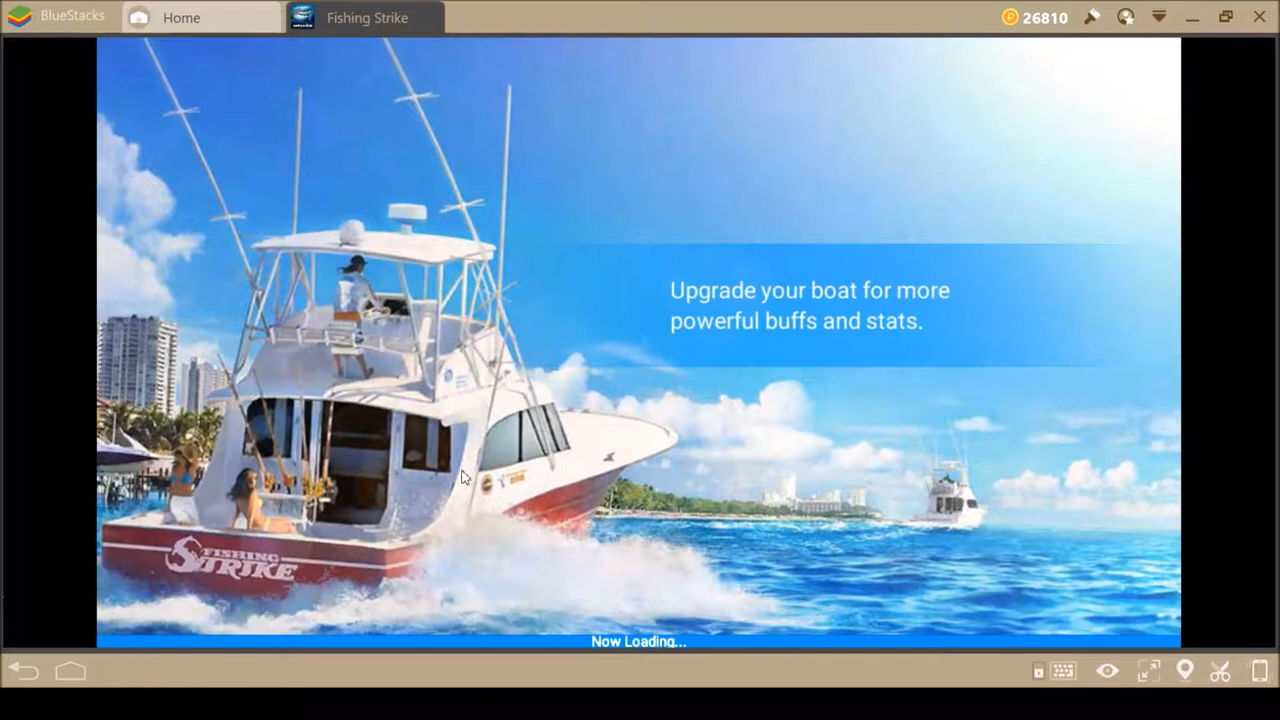 BlueStacks
Home
Fishing Strike
26810
Upgrade your boat for more
powerful buffs and stats.
FISHING
STRIKE
Now Loading...